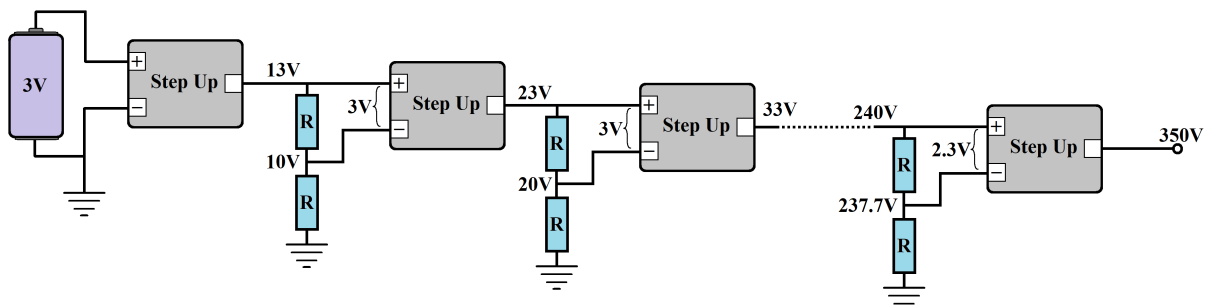 3V
+
−
Step Up
13V
R
10V
R
3V
+
−
Step Up
23V
R
20V
R
3V
+
−
Step Up
33V
240V
R
237.7V
R
2.3V
+
−
Step Up
350V